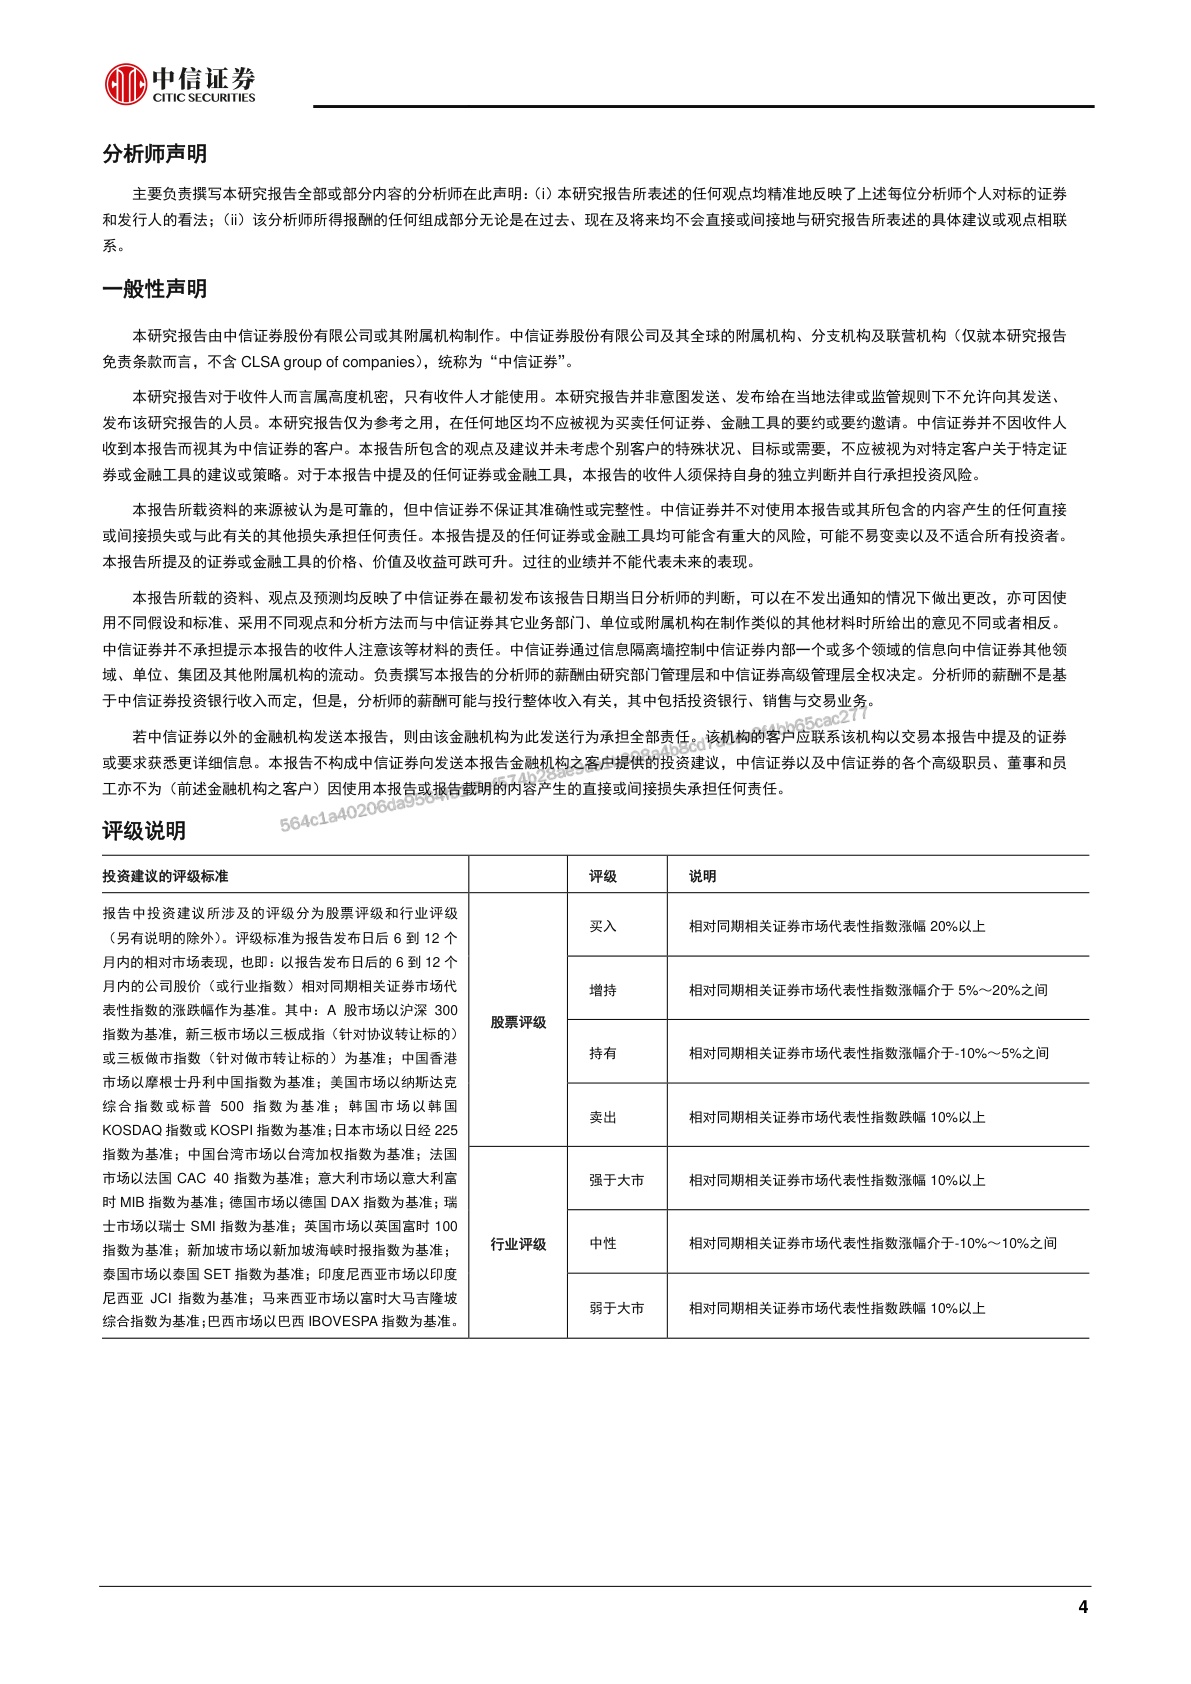 中信证券
CITIC SECURITIES
分析师声明
主要负责撰写本研究报告全部或部分内容的分析师在此声明：（i）本研究报告所表述的任何观点均精准地反映了上述每位分析师个人对标的证券
和发行人的看法；（ii）该分析师所得报酬的任何组成部分无论是在过去、现在及将来均不会直接或间接地与研究报告所表述的具体建议或观点相联
系。
一般性声明
本研究报告由中信证券股份有限公司或其附属机构制作。中信证券股份有限公司及其全球的附属机构、分支机构及联营机构（仅就本研究报告
免责条款而言，不含 CLSA group of companies），统称为“中信证券”。
本研究报告对于收件人而言属高度机密，只有收件人才能使用。本研究报告并非意图发送、发布给在当地法律或监管规则下不允许向其发送、
发布该研究报告的人员。本研究报告仅为参考之用，在任何地区均不应被视为买卖任何证券、金融工具的要约或要约邀请。中信证券并不因收件人
收到本报告而视其为中信证券的客户。本报告所包含的观点及建议并未考虑个别客户的特殊状况、目标或需要，不应被视为对特定客户关于特定证
券或金融工具的建议或策略。对于本报告中提及的任何证券或金融工具，本报告的收件人须保持自身的独立判断并自行承担投资风险。
本报告所载资料的来源被认为是可靠的，但中信证券不保证其准确性或完整性。中信证券并不对使用本报告或其所包含的内容产生的任何直接
或间接损失或与此有关的其他损失承担任何责任。本报告提及的任何证券或金融工具均可能含有重大的风险，可能不易变卖以及不适合所有投资者。
本报告所提及的证券或金融工具的价格、价值及收益可跌可升。过往的业绩并不能代表未来的表现。
本报告所载的资料、观点及预测均反映了中信证券在最初发布该报告日期当日分析师的判断，可以在不发出通知的情况下做出更改，亦可因使
用不同假设和标准、采用不同观点和分析方法而与中信证券其它业务部门、单位或附属机构在制作类似的其他材料时所给出的意见不同或者相反。
中信证券并不承担提示本报告的收件人注意该等材料的责任。中信证券通过信息隔离墙控制中信证券内部一个或多个领域的信息向中信证券其他领
域、单位、集团及其他附属机构的流动。负责撰写本报告的分析师的薪酬由研究部门管理层和中信证券高级管理层全权决定。分析师的薪酬不是基
于中信证券投资银行收入而定，但是，分析师的薪酬可能与投行整体收入有关，其中包括投资银行、销售与交易业务。
若中信证券以外的金融机构发送本报告，则由该金融机构为此发送行为承担全部责任。该机构的客户应联系该机构以交易本报告中提及的证券
或要求获悉更详细信息。本报告不构成中信证券向发送本报告金融机构之客户提供的投资建议，中信证券以及中信证券的各个高级职员、董事和员
工亦不为（前述金融机构之客户）因使用本报告或报告载明的内容产生的直接或间接损失承担任何责任。
评级说明
投资建议的评级标准 评级 说明
报告中投资建议所涉及的评级分为股票评级和行业评级
（另有说明的除外）。评级标准为报告发布日后 6 到 12 个
月内的相对市场表现，也即：以报告发布日后的 6 到 12 个
月内的公司股价（或行业指数）相对同期相关证券市场代
表性指数的涨跌幅作为基准。其中：A 股市场以沪深 300
指数为基准，新三板市场以三板成指（针对协议转让标的）
或三板做市指数（针对做市转让标的）为基准；中国香港
市场以摩根士丹利中国指数为基准；美国市场以纳斯达克
综合指数或标普 500 指数为基准；韩国市场以韩国
KOSDAQ 指数或 KOSPI 指数为基准；日本市场以日经 225
指数为基准；中国台湾市场以台湾加权指数为基准；法国
市场以法国 CAC 40 指数为基准；意大利市场以意大利富
时 MIB 指数为基准；德国市场以德国 DAX 指数为基准；瑞
士市场以瑞士 SMI 指数为基准；英国市场以英国富时 100
指数为基准；新加坡市场以新加坡海峡时报指数为基准；
泰国市场以泰国 SET 指数为基准；印度尼西亚市场以印度
尼西亚 JCI 指数为基准；马来西亚市场以富时大马吉隆坡
综合指数为基准；巴西市场以巴西 IBOVESPA 指数为基准。
股票评级
买入 相对同期相关证券市场代表性指数涨幅 20%以上
增持 相对同期相关证券市场代表性指数涨幅介于 5%～20%之间
持有 相对同期相关证券市场代表性指数涨幅介于-10%～5%之间
卖出 相对同期相关证券市场代表性指数跌幅 10%以上
行业评级
强于大市 相对同期相关证券市场代表性指数涨幅 10%以上
中性 相对同期相关证券市场代表性指数涨幅介于-10%～10%之间
弱于大市 相对同期相关证券市场代表性指数跌幅 10%以上
4